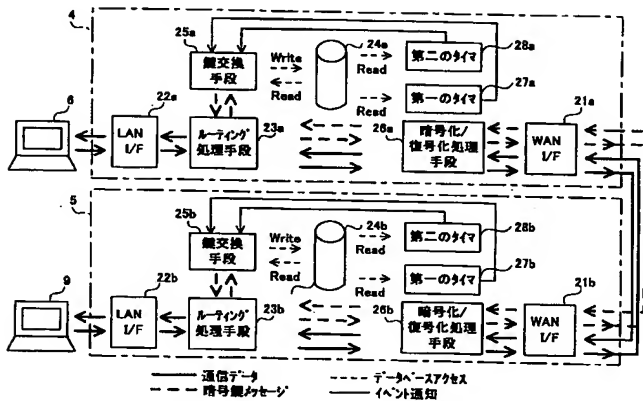 4
25a
鍵交換
手段
Write
Read
24a
Read
Read
第二のタイマ
28a
第一のタイマ
27a
6
22a
LAN
I/F
ルーティング
処理手段
23a
26a
暗号化/
復号化処理
手段
21a
WAN
I/F
5
25b
鍵交換
手段
Write
Read
24b
Read
Read
第二のタイマ
28b
第一のタイマ
27b
9
22b
LAN
I/F
ルーティング
処理手段
23b
26b
暗号化/
復号化処理
手段
21b
WAN
I/F
通信データ
データベースアクセス
暗号鍵メッセージ
イベント通知